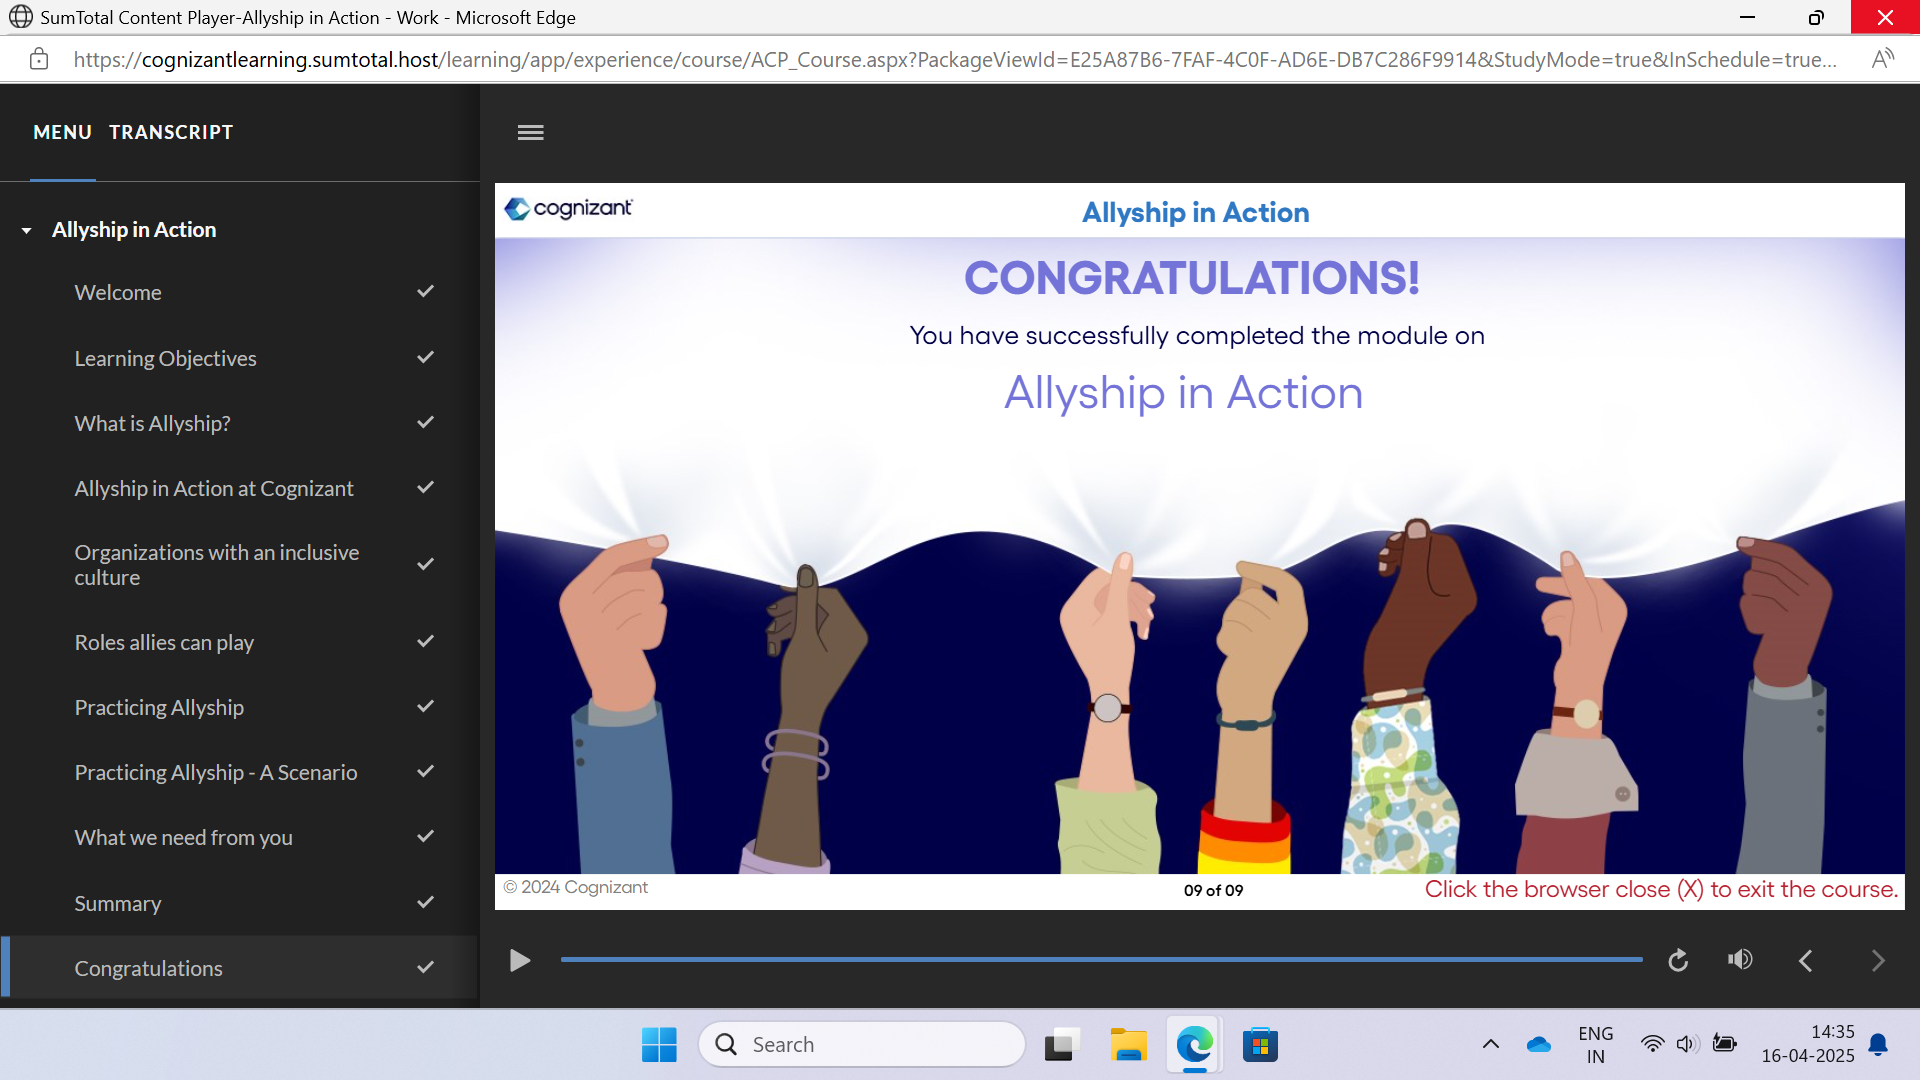 SumTotal Content Player-Allyship in Action - Work - Microsoft Edge
https://cognizantlearning.sumtotal.host/learning/app/experience/course/ACP_Course.aspx?PackageViewId=E25A87B6-7FAF-4C0F-AD6E-DB7C286F9914&StudyMode=true&InSchedule=true...
MENU TRANSCRIPT
Allyship in Action
Welcome
Learning Objectives
What is Allyship?
Allyship in Action at Cognizant
Organizations with an inclusive
culture
Roles allies can play
Practicing Allyship
Practicing Allyship - A Scenario
What we need from you
Summary
Congratulations
cognizant
Allyship in Action
CONGRATULATIONS!
You have successfully completed the module on
Allyship in Action
© 2024 Cognizant
09 of 09
Click the browser close (X) to exit the course.
Search
ENG
IN
14:35
16-04-2025